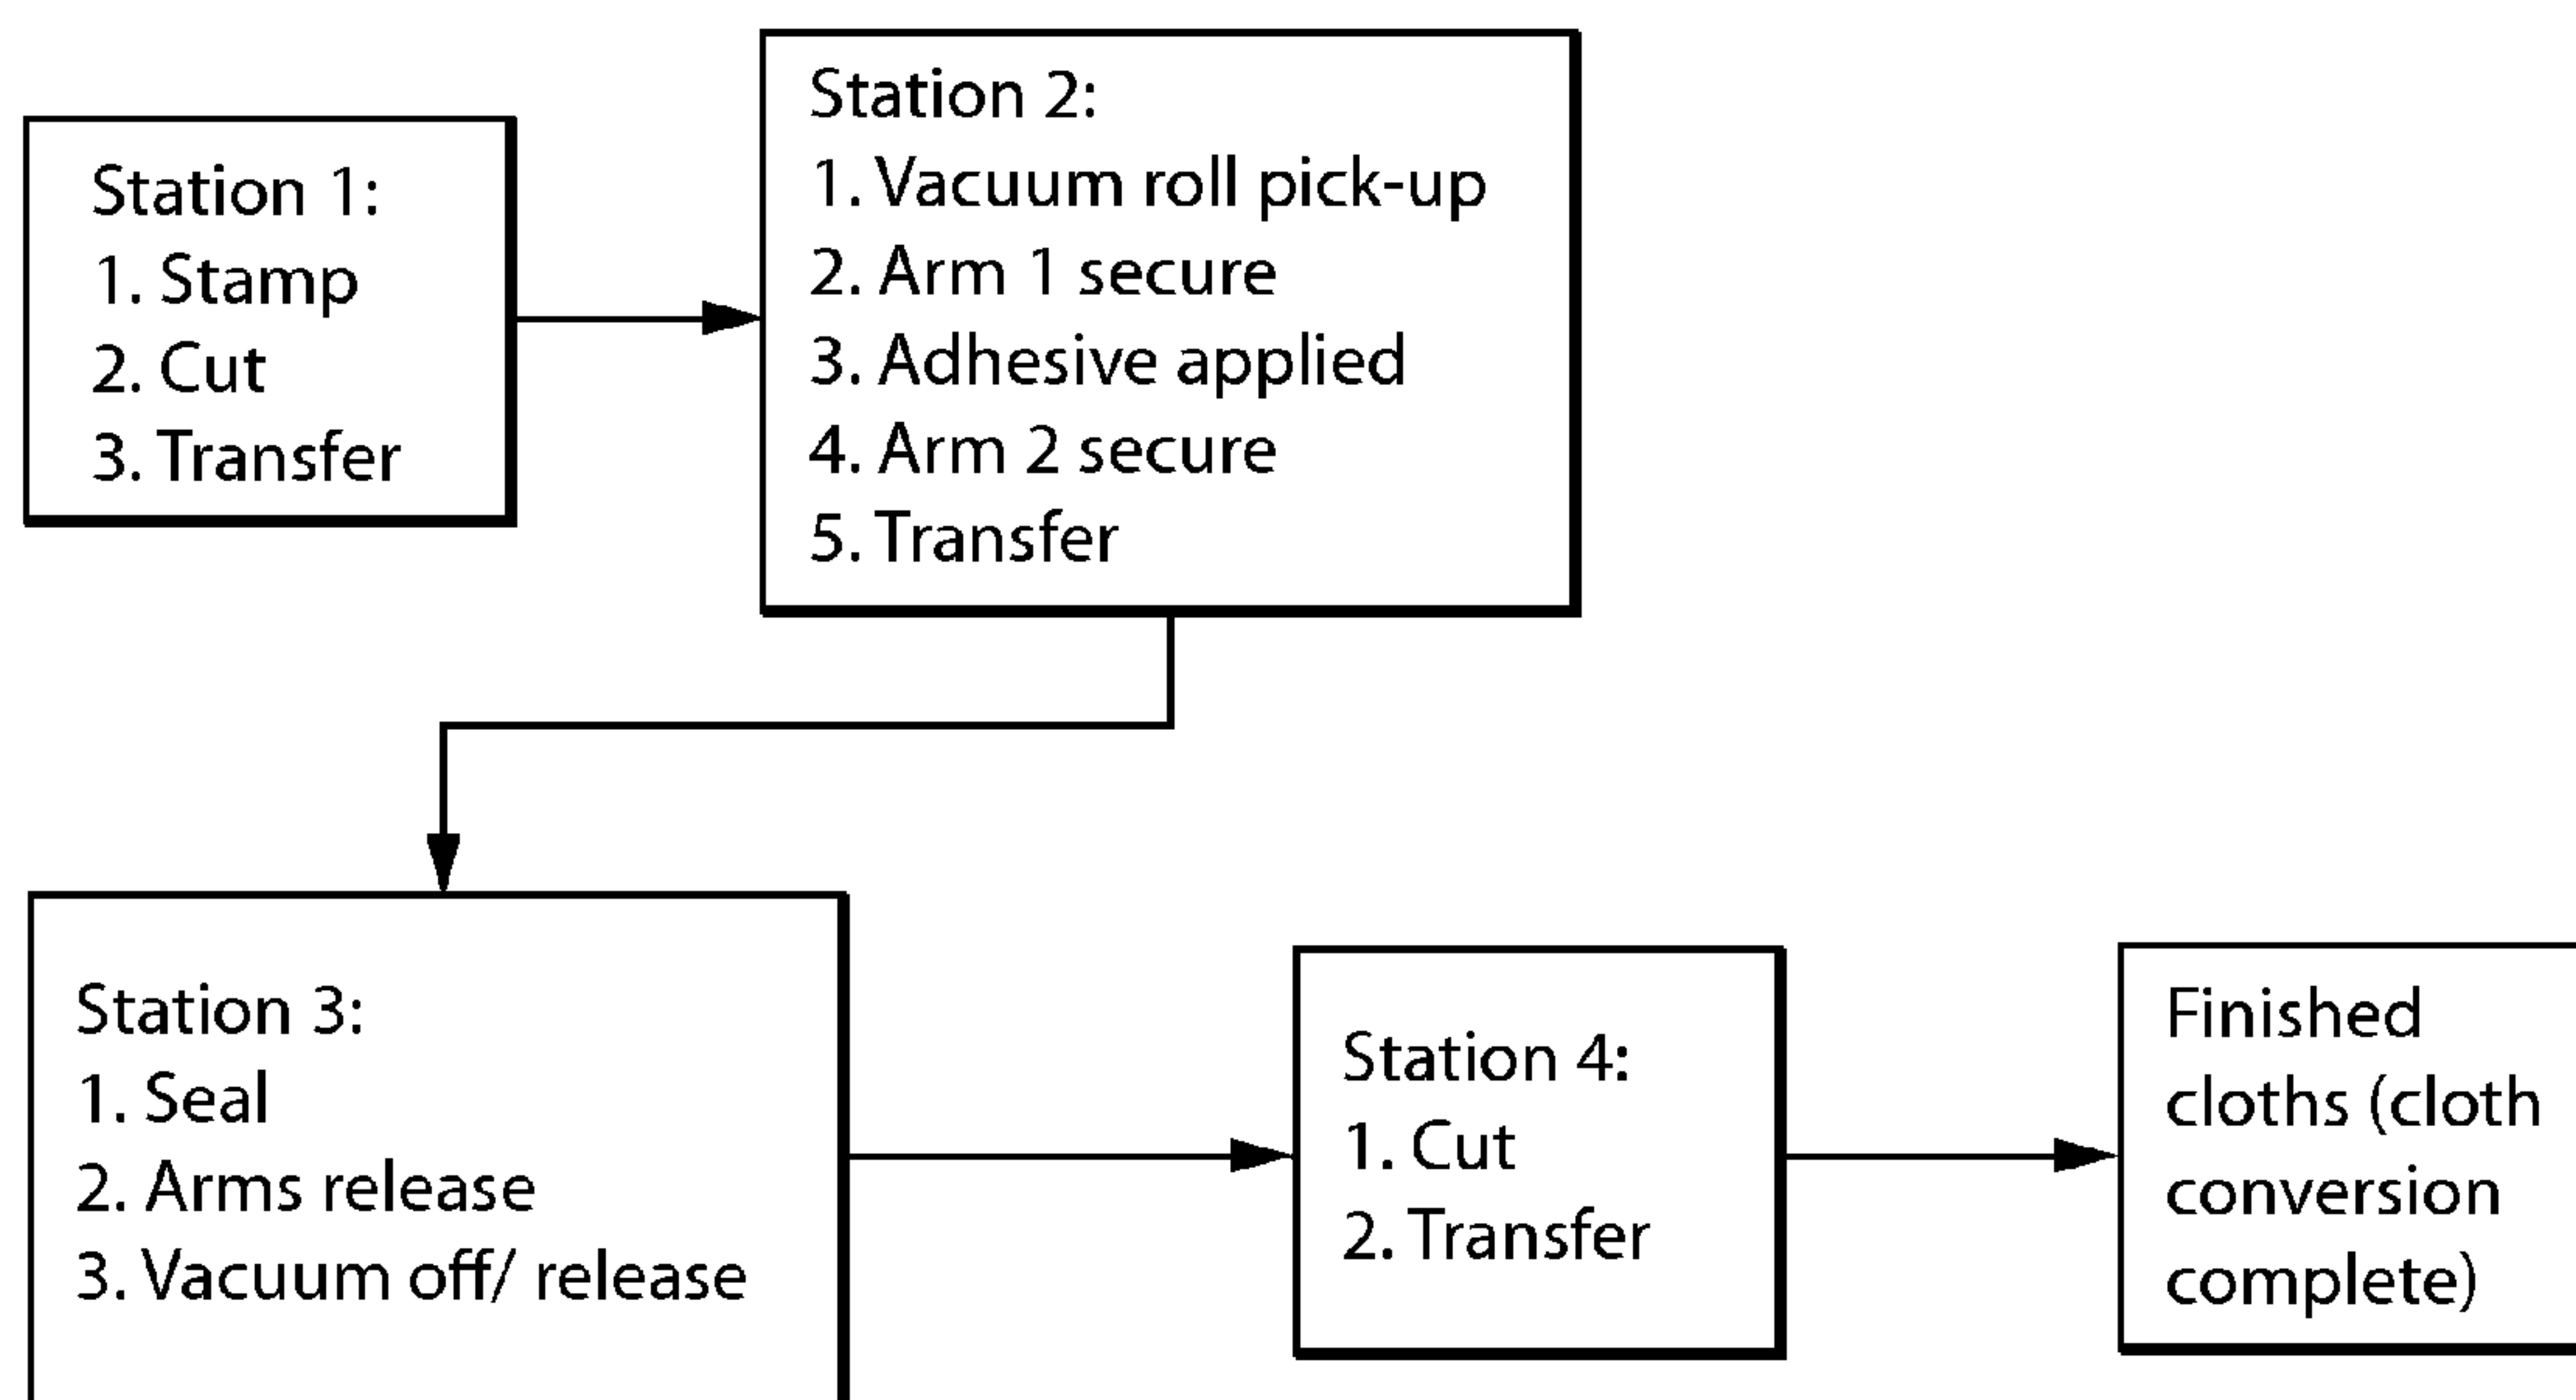 Station 1:
1. Stamp
2. Cut
3. Transfer
Station 2:
1. Vacuum roll pick-up
2. Arm 1 secure
3. Adhesive applied
4. Arm 2 secure
5. Transfer
Station 3:
1. Seal
2. Arms release
3. Vacuum off/ release
Station 4:
1. Cut
2. Transfer
Finished
cloths (cloth
conversion
complete)